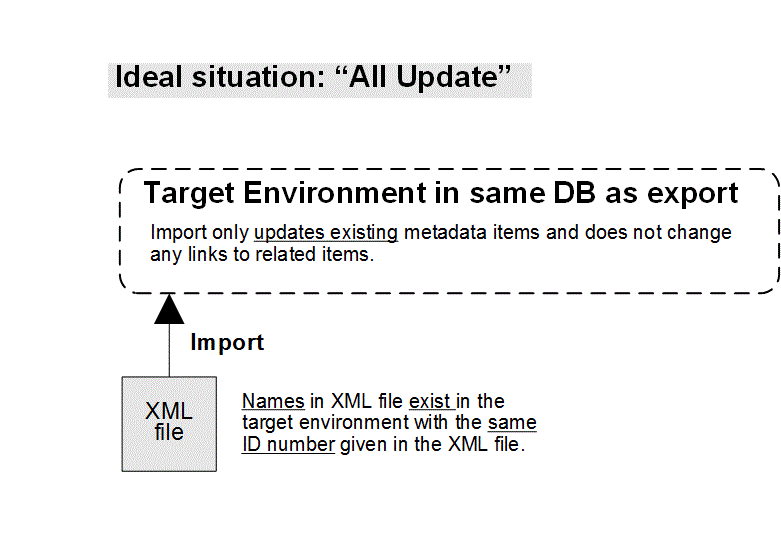 Ideal situation: “All Update”
Target Environment in same DB as export
Import only updates existing metadata items and does not change
any links to related items.
Import
XML
file
Names in XML file exist in the
target environment with the same
ID number given in the XML file.